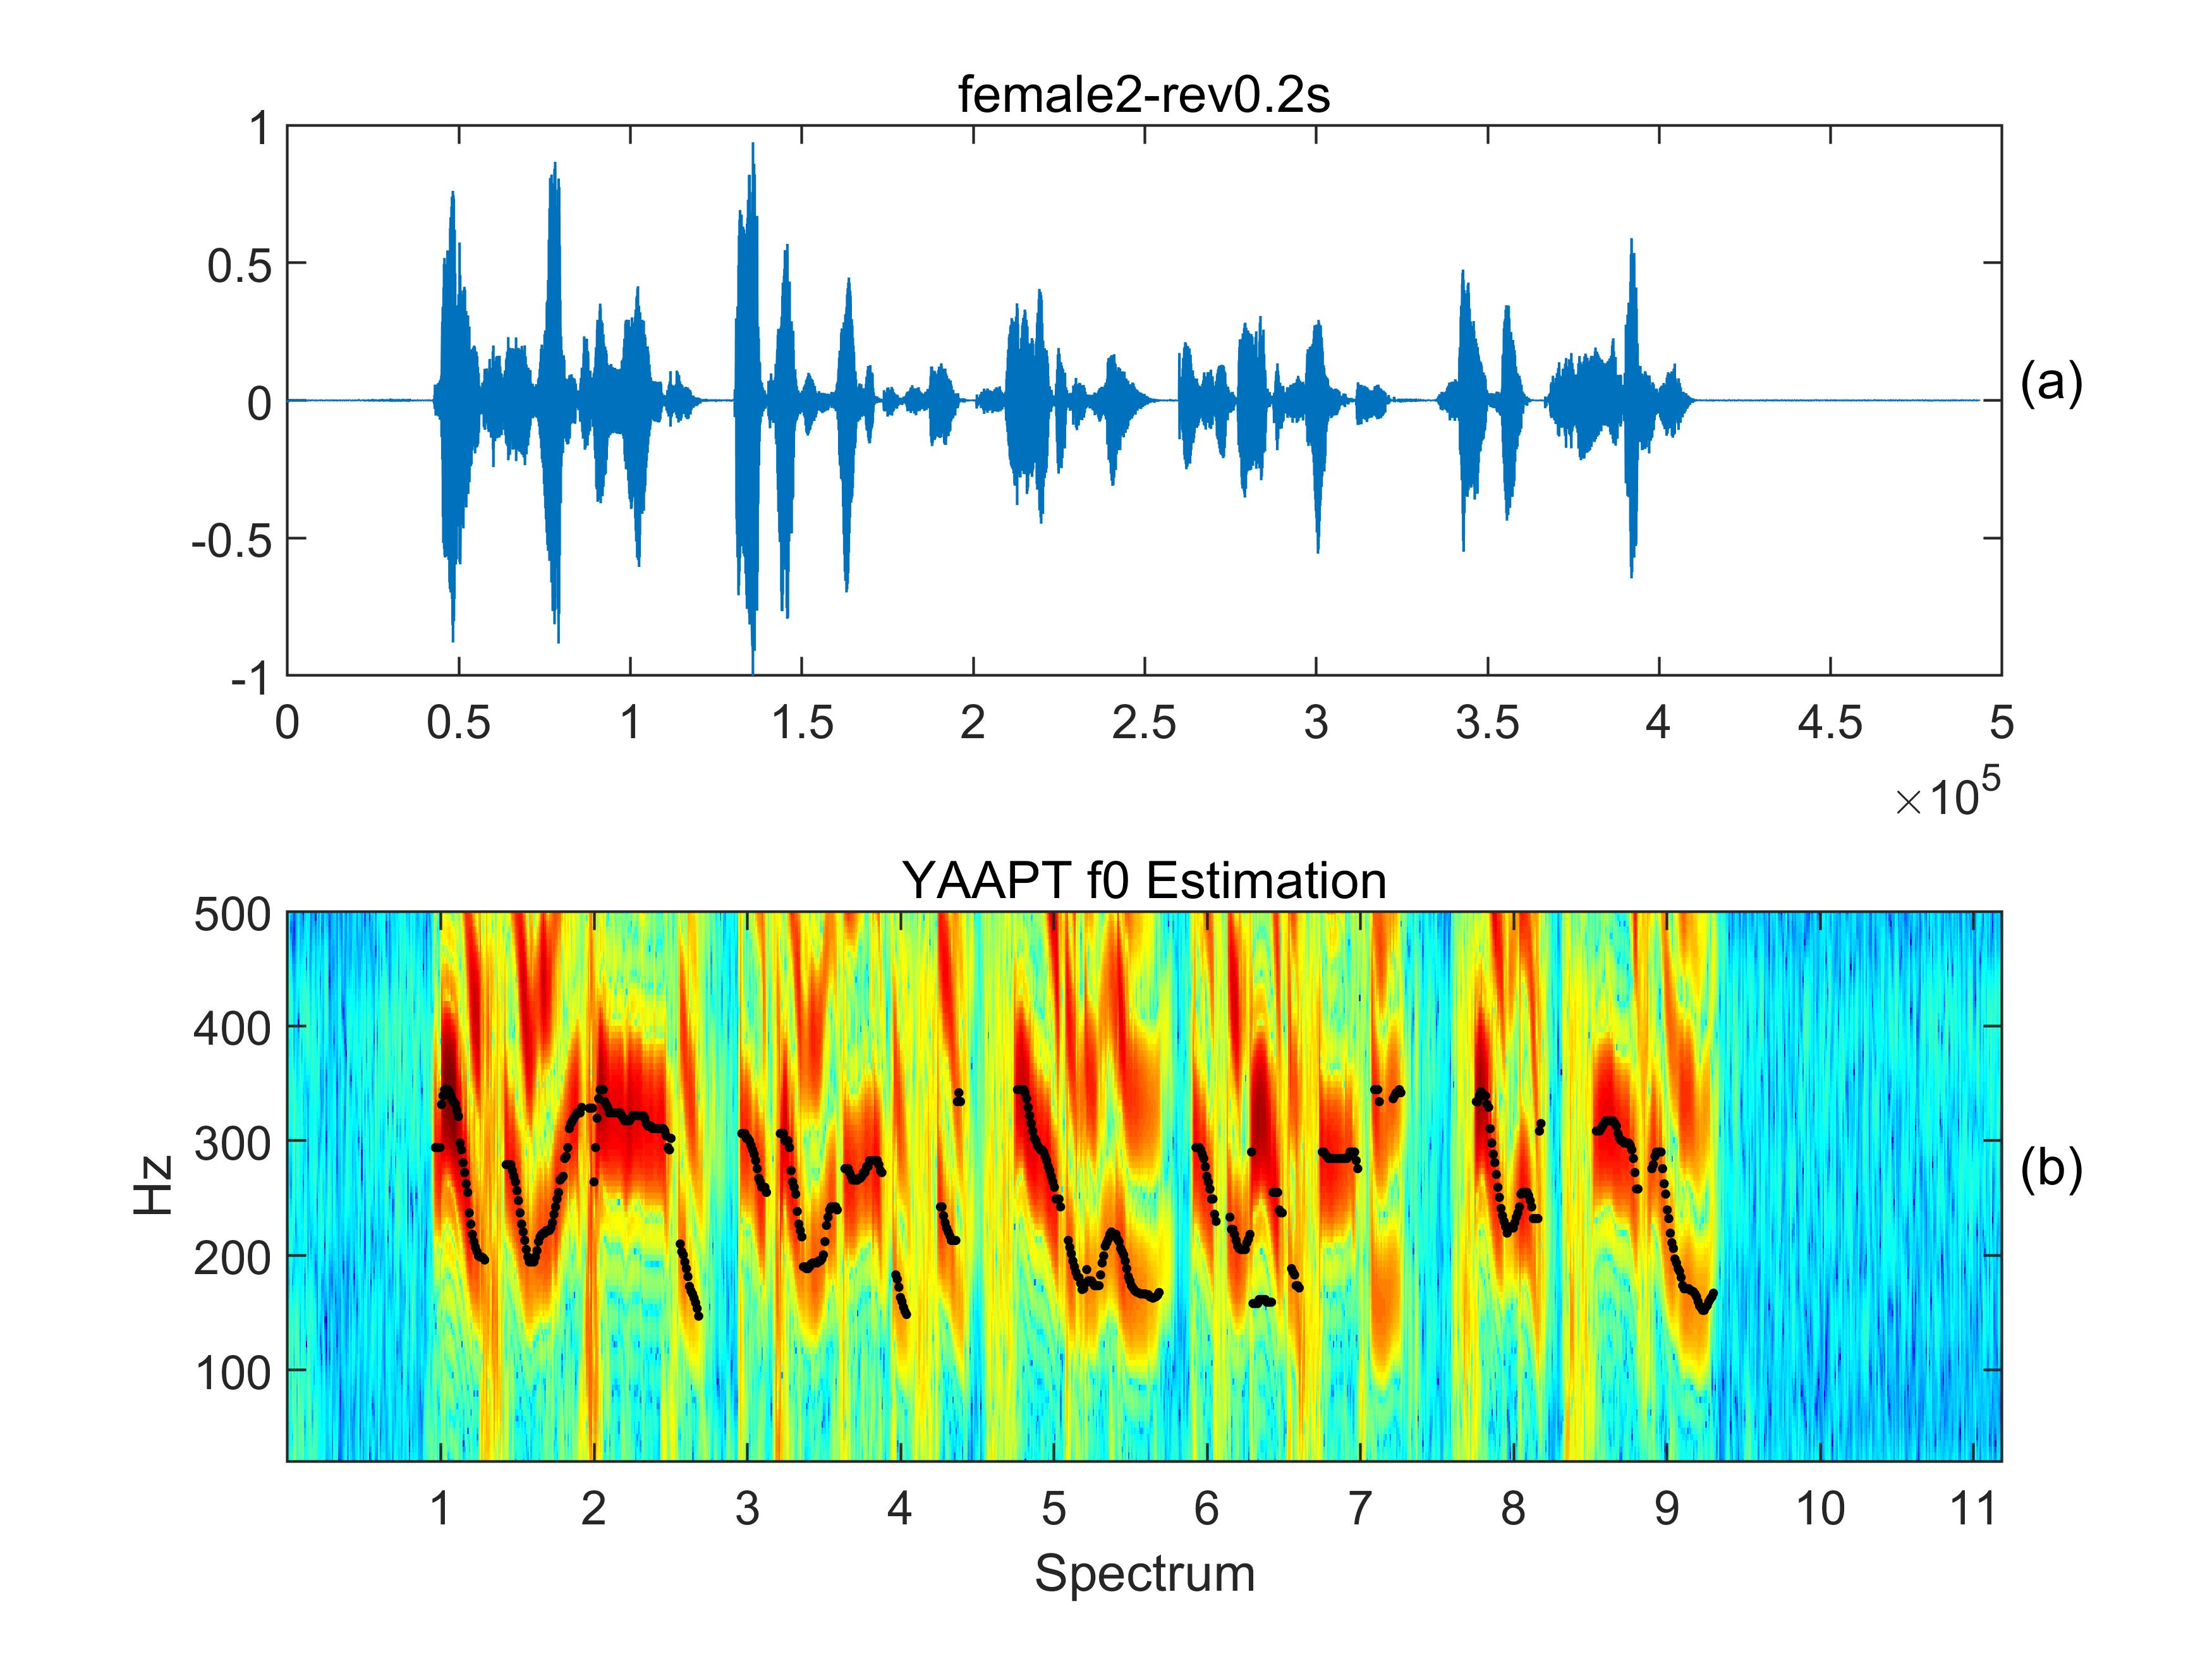 female2-rev0.2s
1
0.5
0
-0.5
-1
(a)
0 0.5 1 1.5 2 2.5 3 3.5 4 4.5 5
×10^5
YAAPT f0 Estimation
500
400
300
200
100
Hz
(b)
1 2 3 4 5 6 7 8 9 10 11
Spectrum